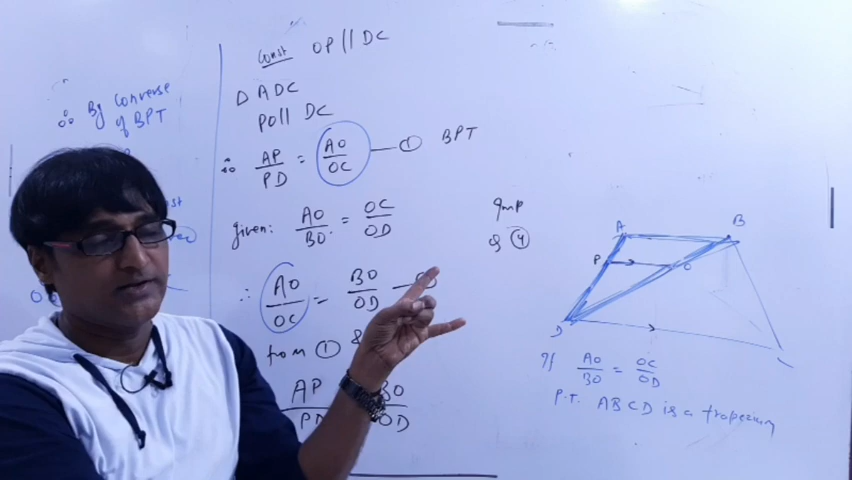 ∴ By Converse
of BPT
Const OP // DC
Δ ADC
PO // DC
∴ AP/PD = AO/OC — ① BPT
given: AO/BO = OC/OD
∴ AO/OC = BO/OD —
from ① &
AP/PD
BO/OD
Imp
Q ④
A
B
P
O
D
If AO/BO = OC/OD
P.T. ABCD is a trapezium